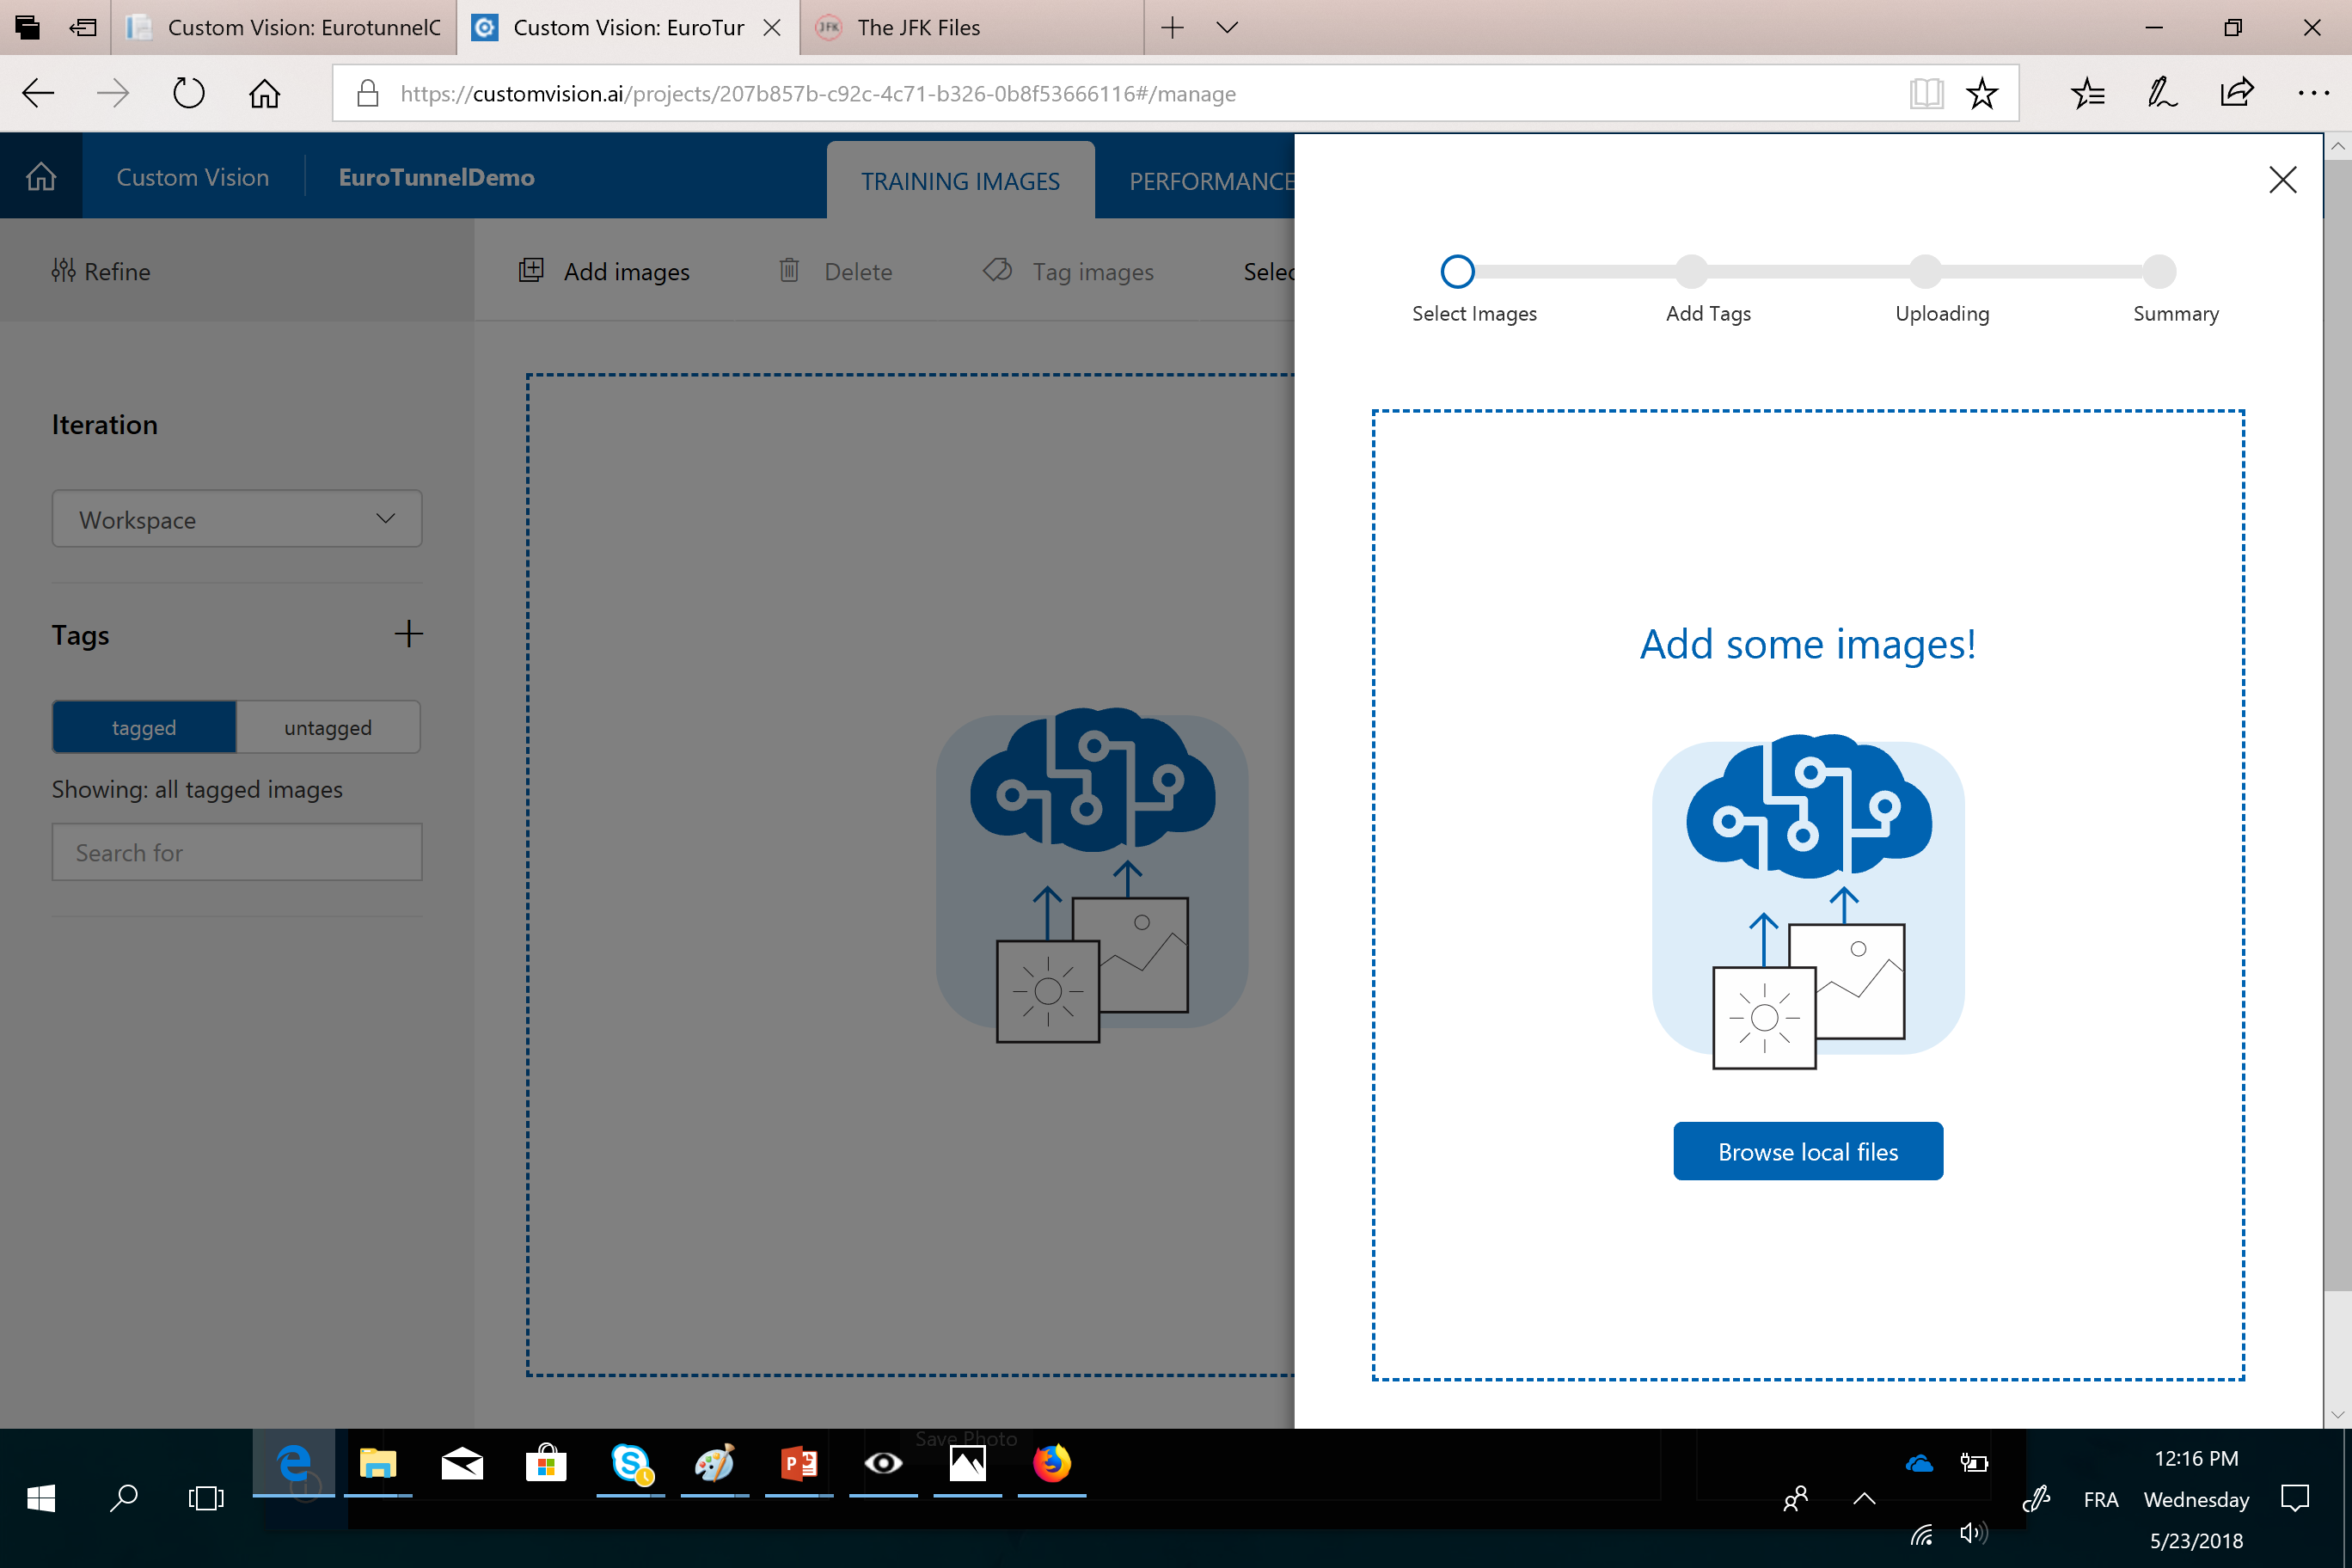 Custom Vision: EurotunnelC
Custom Vision: EuroTur
JFK
The JFK Files
https://customvision.ai/projects/207b857b-c92c-4c71-b326-0b8f53666116#/manage
Custom Vision
EuroTunnelDemo
TRAINING IMAGES
PERFORMANCE
Refine
Add images
Delete
Tag images
Selec
Select Images
Add Tags
Uploading
Summary
Iteration
Workspace
Tags
tagged
untagged
Showing: all tagged images
Search for
Add some images!
Browse local files
Save Photo
12:16 PM
FRA
Wednesday
5/23/2018